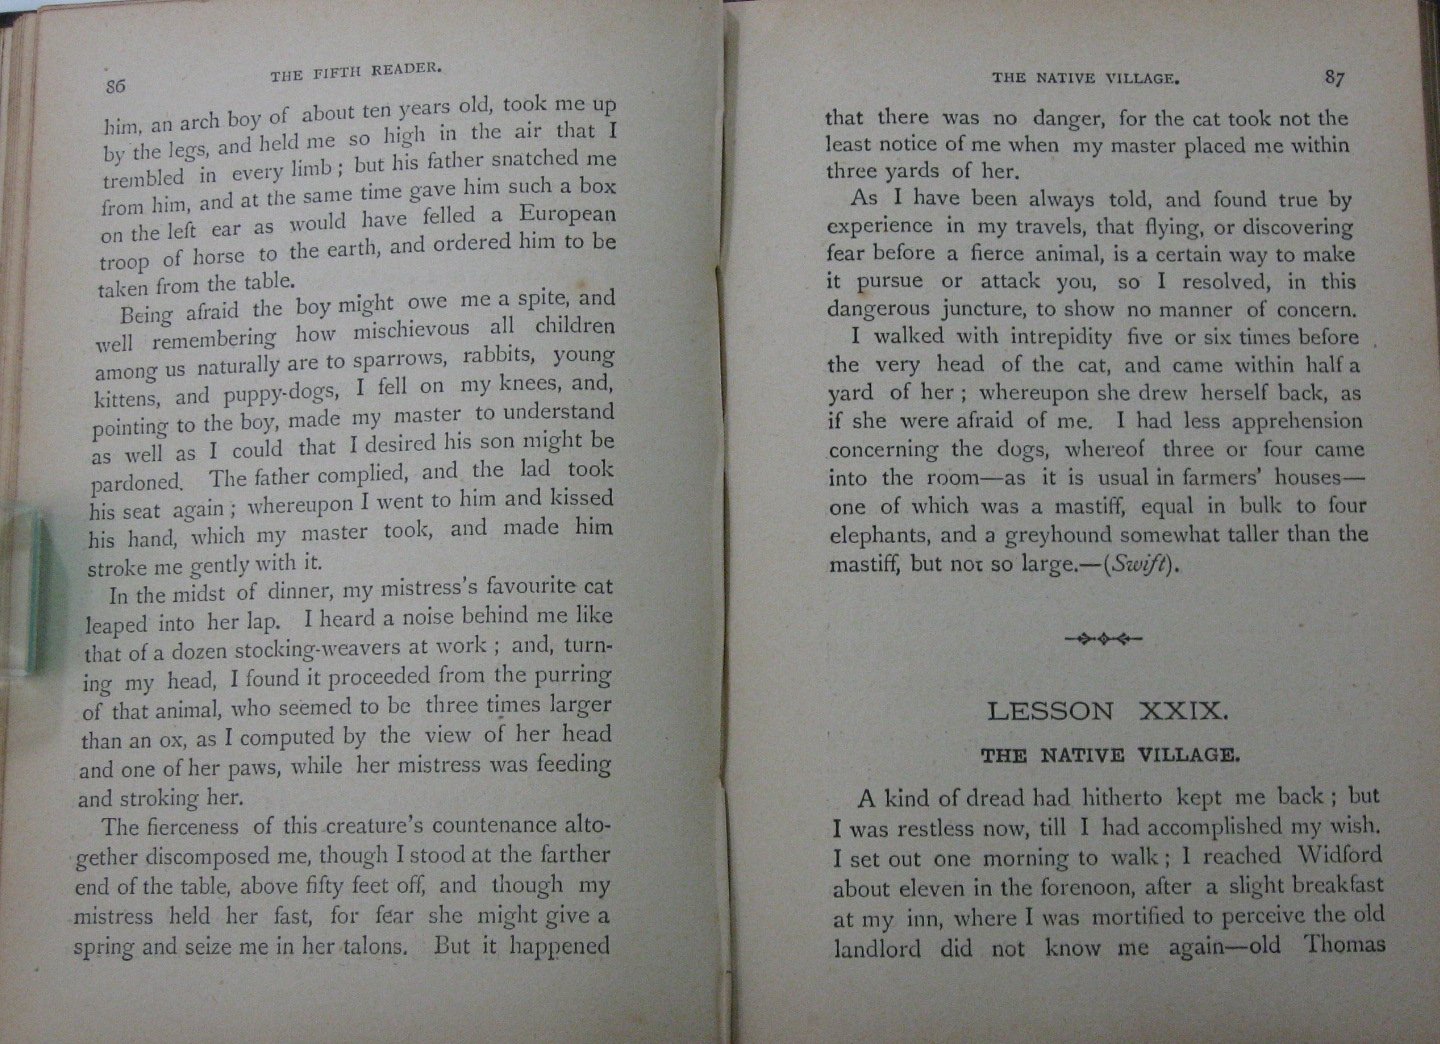 86
THE FIFTH READER.
him, an arch boy of about ten years old, took me up
by the legs, and held me so high in the air that I
trembled in every limb ; but his father snatched me
from him, and at the same time gave him such a box
on the left ear as would have felled a European
troop of horse to the earth, and ordered him to be
taken from the table.
Being afraid the boy might owe me a spite, and
well remembering how mischievous all children
among us naturally are to sparrows, rabbits, young
kittens, and puppy-dogs, I fell on my knees, and,
pointing to the boy, made my master to understand
as well as I could that I desired his son might be
pardoned. The father complied, and the lad took
his seat again ; whereupon I went to him and kissed
his hand, which my master took, and made him
stroke me gently with it.
In the midst of dinner, my mistress's favourite cat
leaped into her lap. I heard a noise behind me like
that of a dozen stocking-weavers at work ; and, turn-
ing my head, I found it proceeded from the purring
of that animal, who seemed to be three times larger
than an ox, as I computed by the view of her head
and one of her paws, while her mistress was feeding
and stroking her.
The fierceness of this creature's countenance alto-
gether discomposed me, though I stood at the farther
end of the table, above fifty feet off, and though my
mistress held her fast, for fear she might give a
spring and seize me in her talons. But it happened
THE NATIVE VILLAGE.
87
that there was no danger, for the cat took not the
least notice of me when my master placed me within
three yards of her.
As I have been always told, and found true by
experience in my travels, that flying, or discovering
fear before a fierce animal, is a certain way to make
it pursue or attack you, so I resolved, in this
dangerous juncture, to show no manner of concern.
I walked with intrepidity five or six times before
the very head of the cat, and came within half a
yard of her ; whereupon she drew herself back, as
if she were afraid of me. I had less apprehension
concerning the dogs, whereof three or four came
into the room—as it is usual in farmers' houses—
one of which was a mastiff, equal in bulk to four
elephants, and a greyhound somewhat taller than the
mastiff, but not so large.—(Swift).
LESSON XXIX.
THE NATIVE VILLAGE.
A kind of dread had hitherto kept me back ; but
I was restless now, till I had accomplished my wish.
I set out one morning to walk ; I reached Widford
about eleven in the forenoon, after a slight breakfast
at my inn, where I was mortified to perceive the old
landlord did not know me again—old Thomas